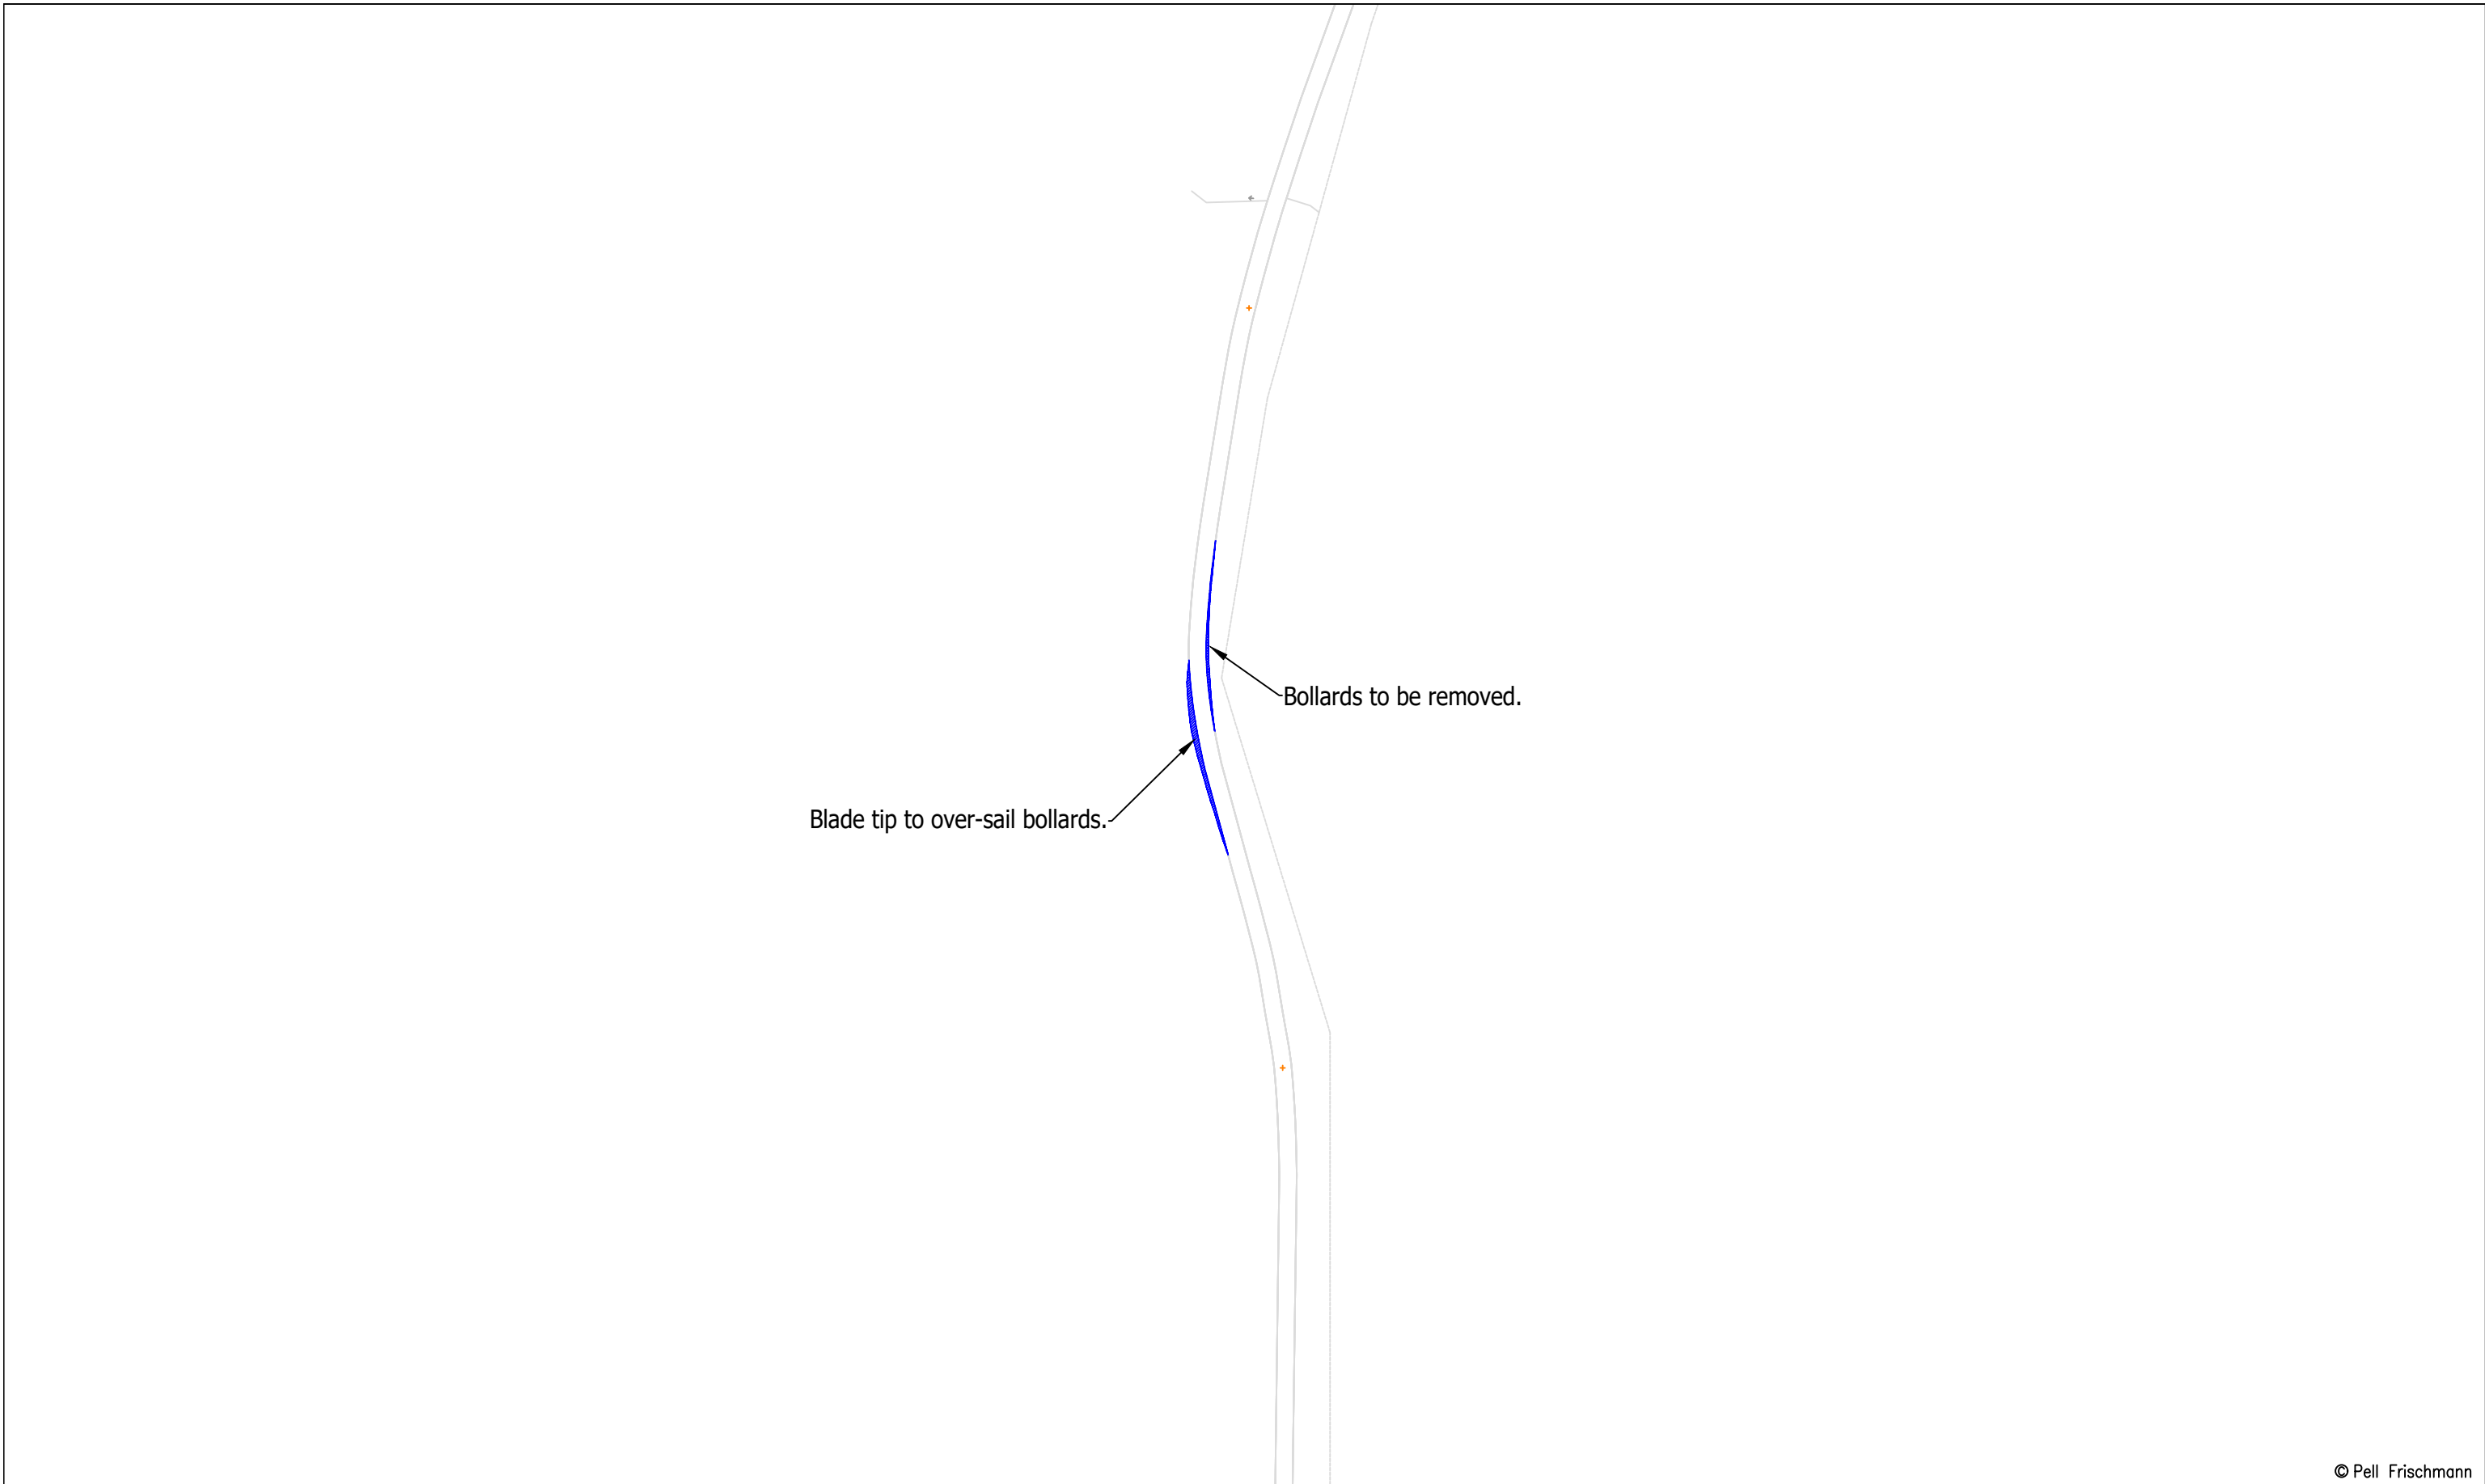 Bollards to be removed.
Blade tip to over-sail bollards.
© Pell Frischmann